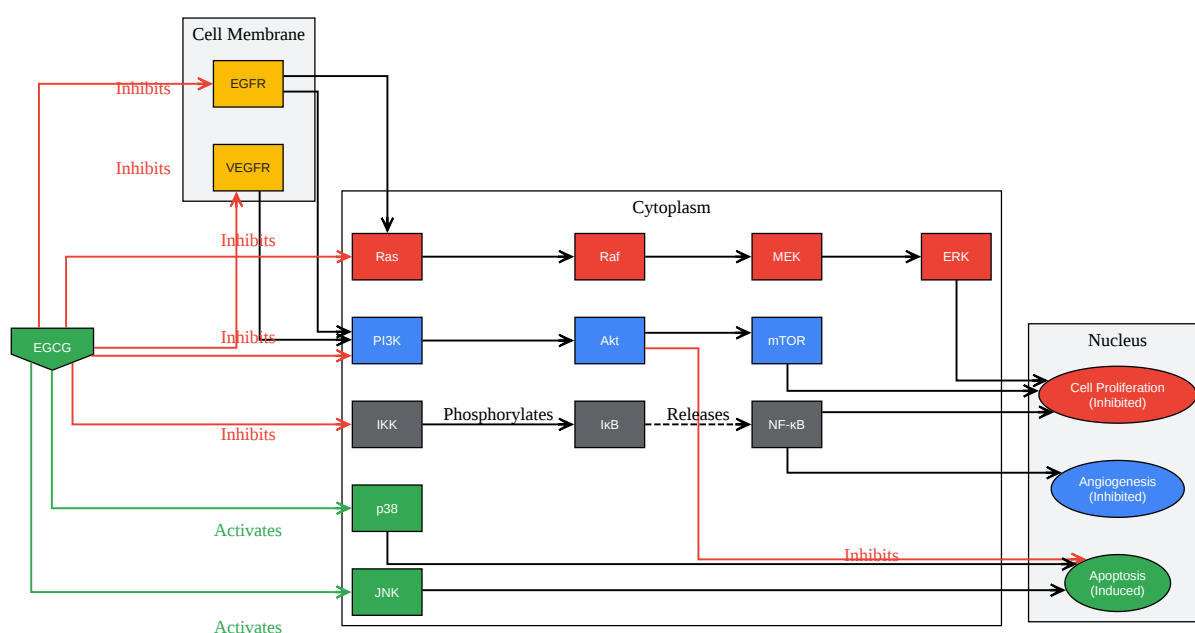 Cell Membrane
EGFR
Inhibits
VEGFR
Inhibits
Cytoplasm
Inhibits
Ras
Raf
MEK
ERK
EGCG
Inhibits
PI3K
Akt
mTOR
Nucleus
Cell Proliferation
(Inhibited)
Inhibits
IKK
Phosphorylates
IκB
Releases
NF-κB
Angiogenesis
(Inhibited)
p38
Activates
Inhibits
Apoptosis
(Induced)
JNK
Activates